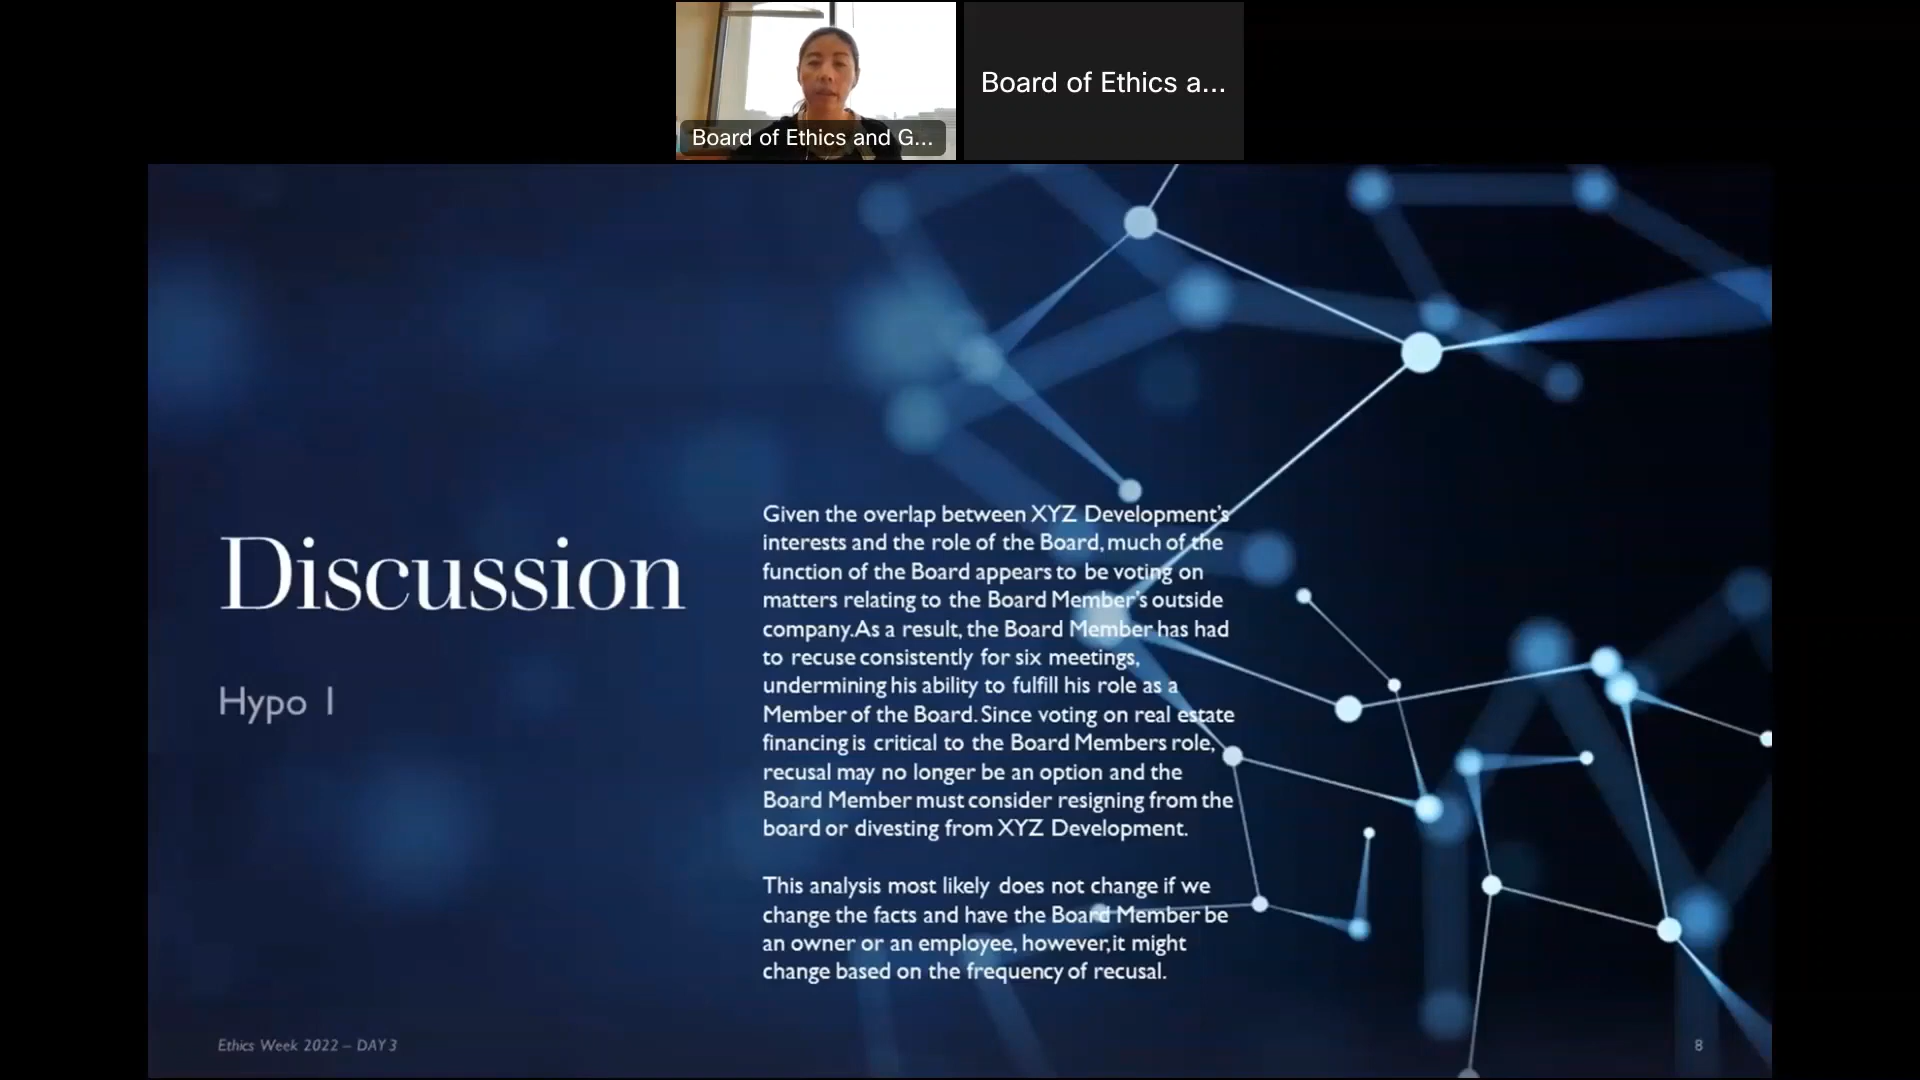 Board of Ethics and G...
Board of Ethics a...
Discussion
Hypo 1
Given the overlap between XYZ Development's
interests and the role of the Board, much of the
function of the Board appears to be voting on
matters relating to the Board Member's outside
company. As a result, the Board Member has had
to recuse consistently for six meetings,
undermining his ability to fulfill his role as a
Member of the Board. Since voting on real estate
financing is critical to the Board Members role,
recusal may no longer be an option and the
Board Member must consider resigning from the
board or divesting from XYZ Development.
This analysis most likely does not change if we
change the facts and have the Board Member be
an owner or an employee, however, it might
change based on the frequency of recusal.
Ethics Week 2022 – DAY 3
8